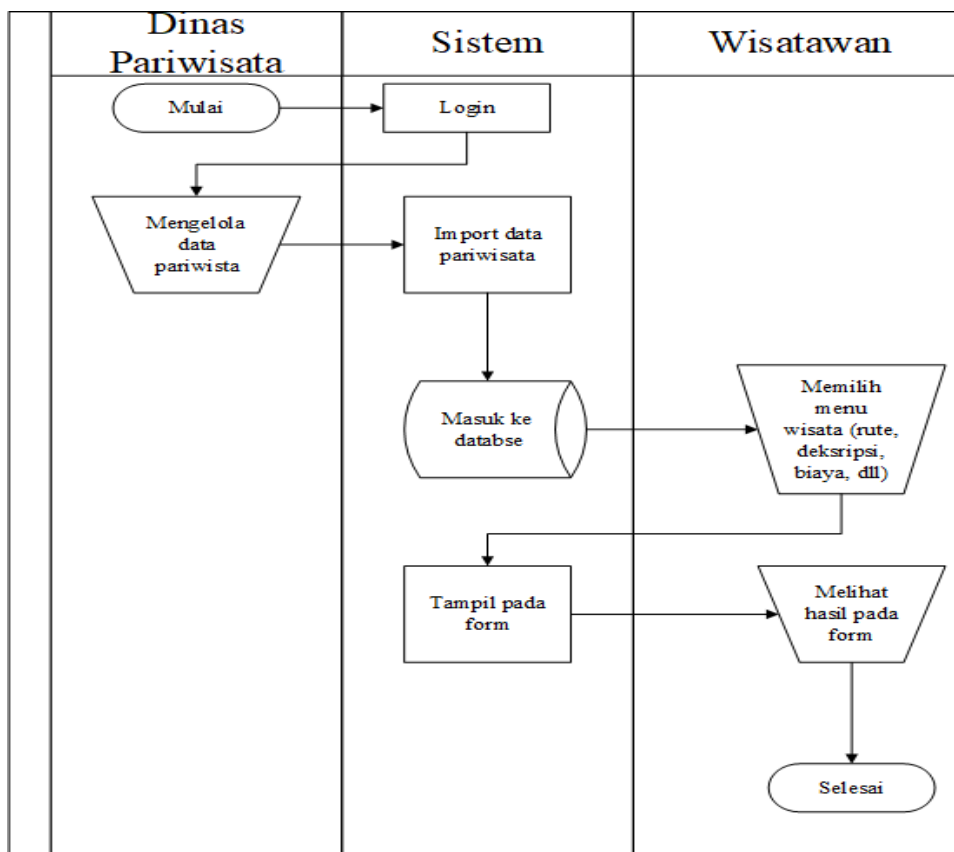 Dinas
Pariwisata
Sistem
Wisatawan
Mulai
Login
Mengelola
data
pariwista
Import data
pariwisata
Masuk ke
databse
Memilih
menu
wisata (rute,
deksripsi,
biaya, dll)
Tampil pada
form
Melihat
hasil pada
form
Selesai